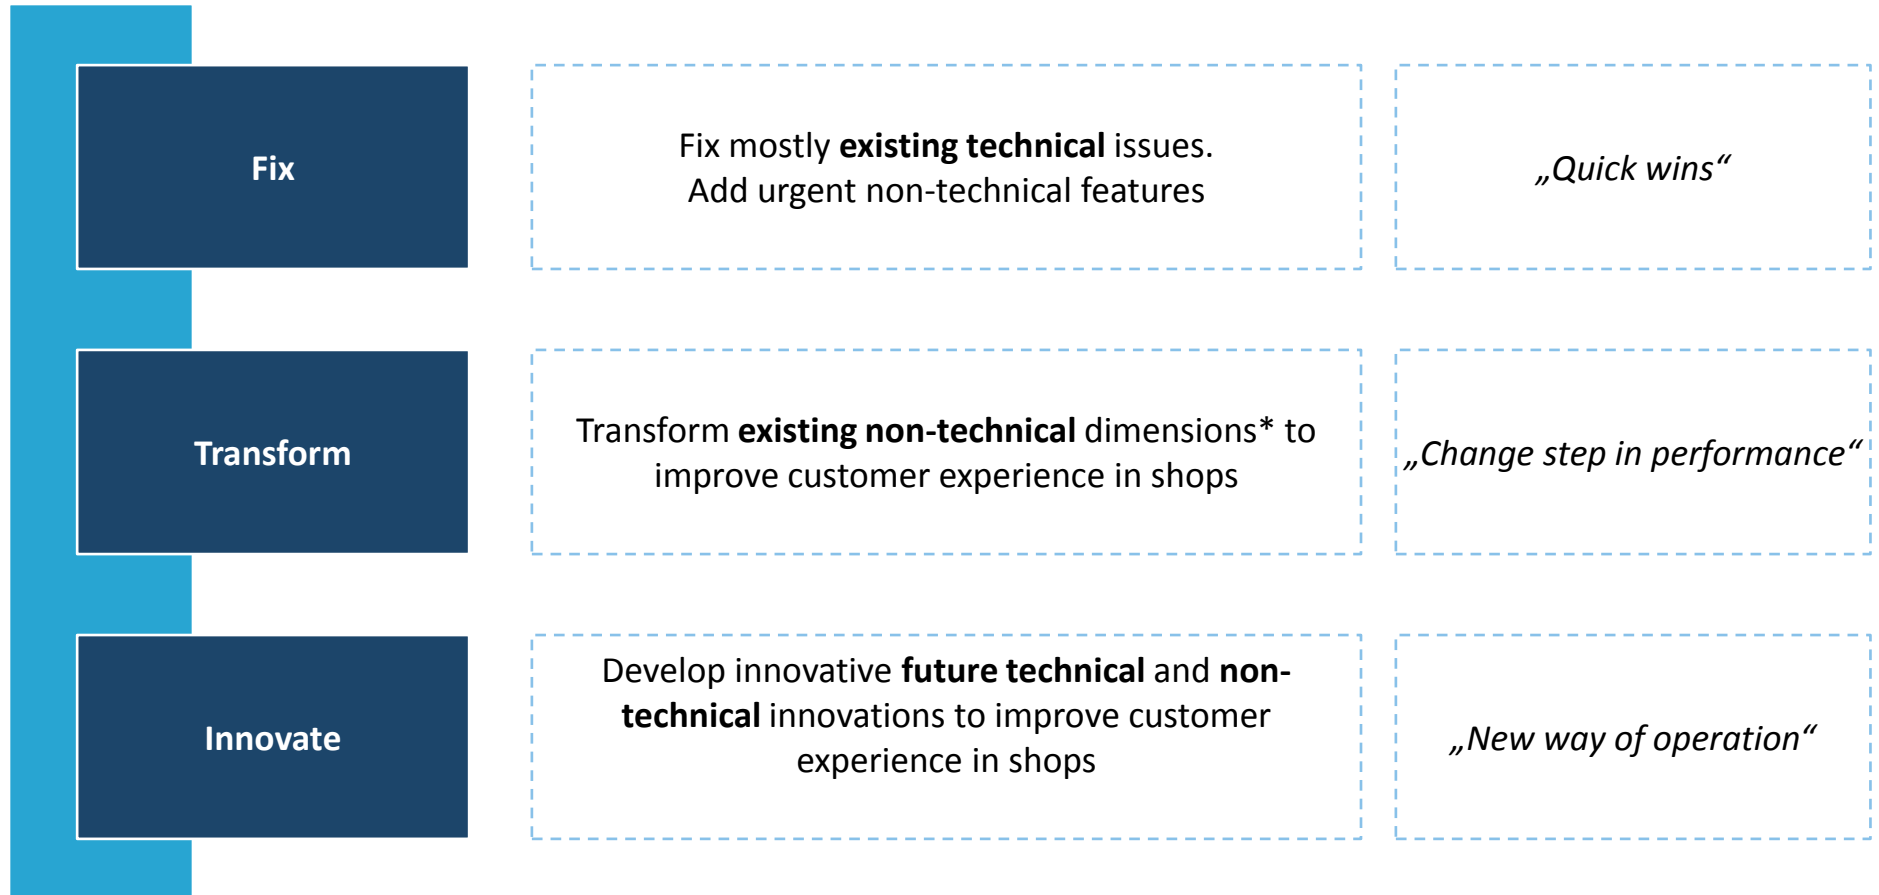 Fix
Fix mostly existing technical issues.
Add urgent non-technical features
„Quick wins“
Transform
Transform existing non-technical dimensions* to
improve customer experience in shops
„Change step in performance“
Innovate
Develop innovative future technical and non-
technical innovations to improve customer
experience in shops
„New way of operation“